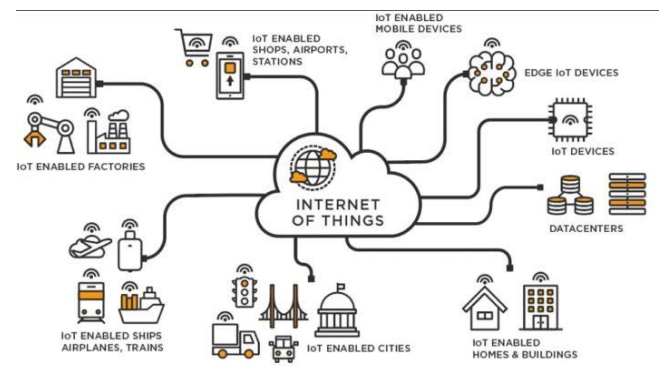 IoT ENABLED
SHOPS, AIRPORTS,
STATIONS
IoT ENABLED
MOBILE DEVICES
EDGE IoT DEVICES
IoT DEVICES
IoT ENABLED FACTORIES
INTERNET
OF THINGS
DATACENTERS
IoT ENABLED SHIPS
AIRPLANES, TRAINS
IoT ENABLED CITIES
IoT ENABLED
HOMES & BUILDINGS